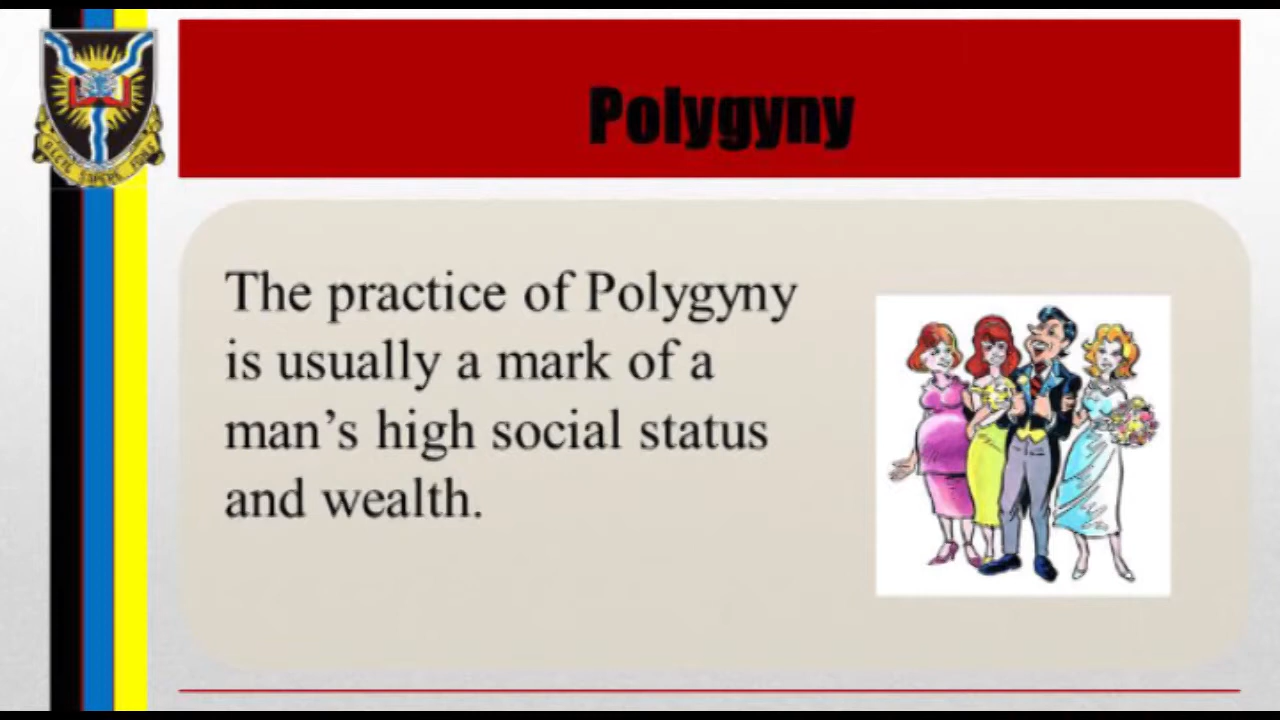 Polygyny
The practice of Polygyny
is usually a mark of a
man's high social status
and wealth.